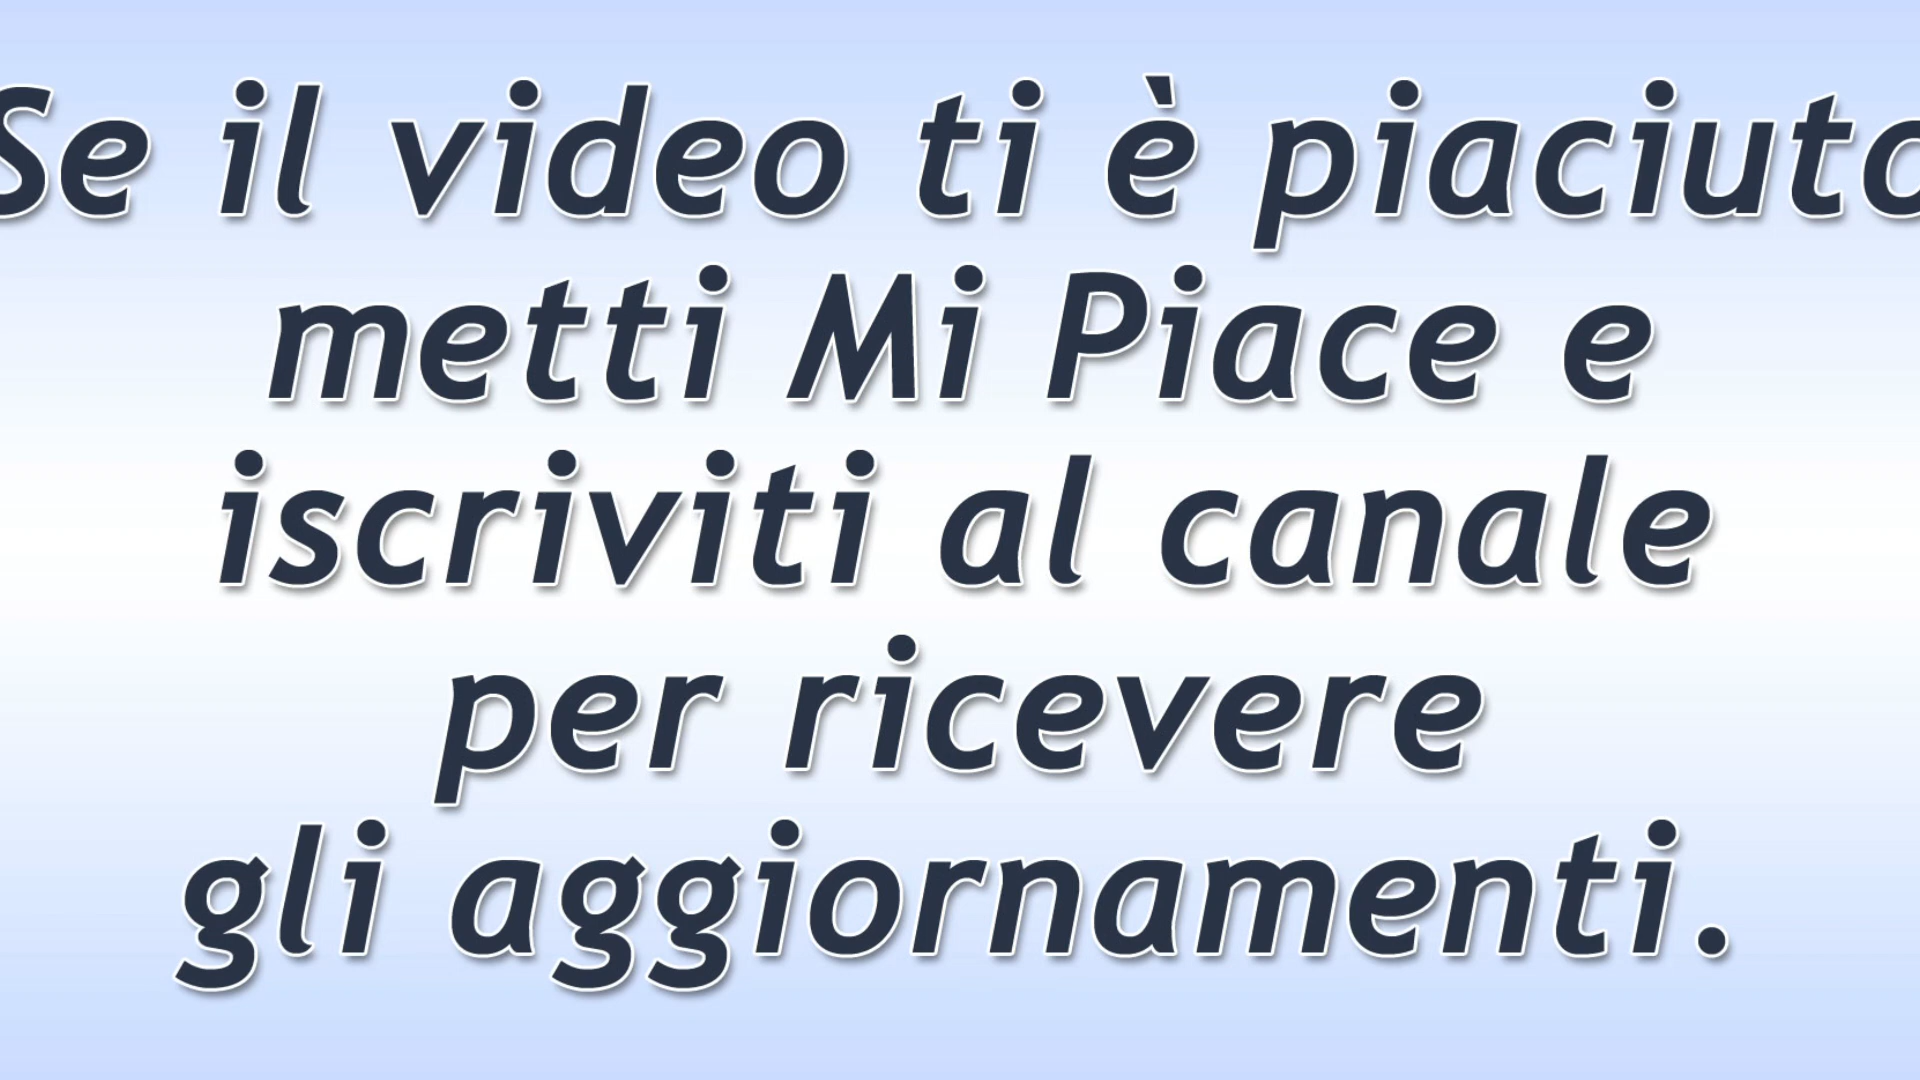 Se il video ti è piaciuto
metti Mi Piace e
iscriviti al canale
per ricevere
gli aggiornamenti.